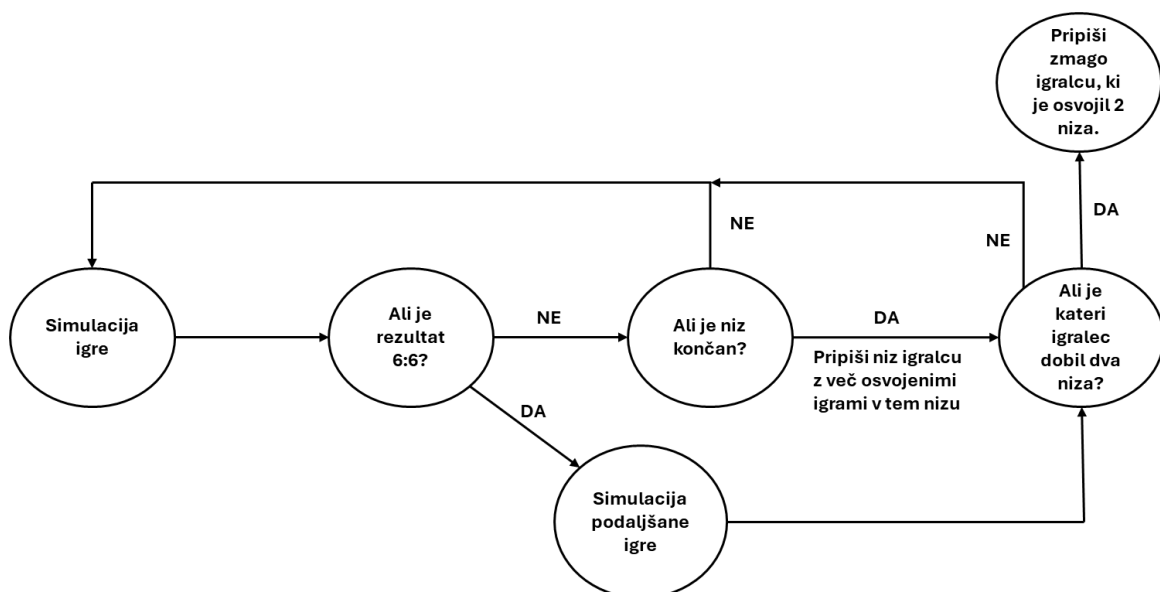 Pripiši
zmago
igralcu, ki
je osvojil 2
niza.
DA
NE
NE
Simulacija
igre
Ali je
rezultat
6:6?
NE
Ali je niz
končan?
DA
Pripiši niz igralcu
z več osvojenimi
igrami v tem nizu
Ali je
kateri
igralec
dobil dva
niza?
DA
Simulacija
podaljšane
igre